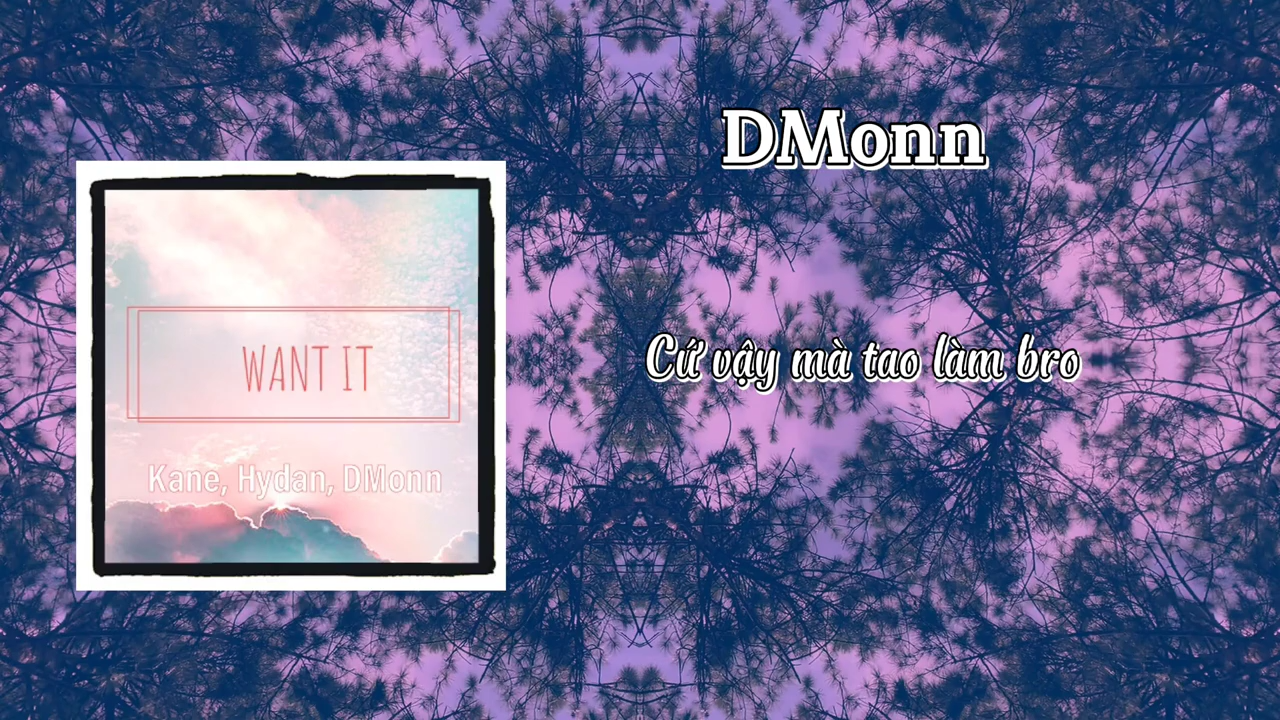 DMonn
Cứ vậy mà tao làm bro
WANT IT
Kane, Hydan, DMonn